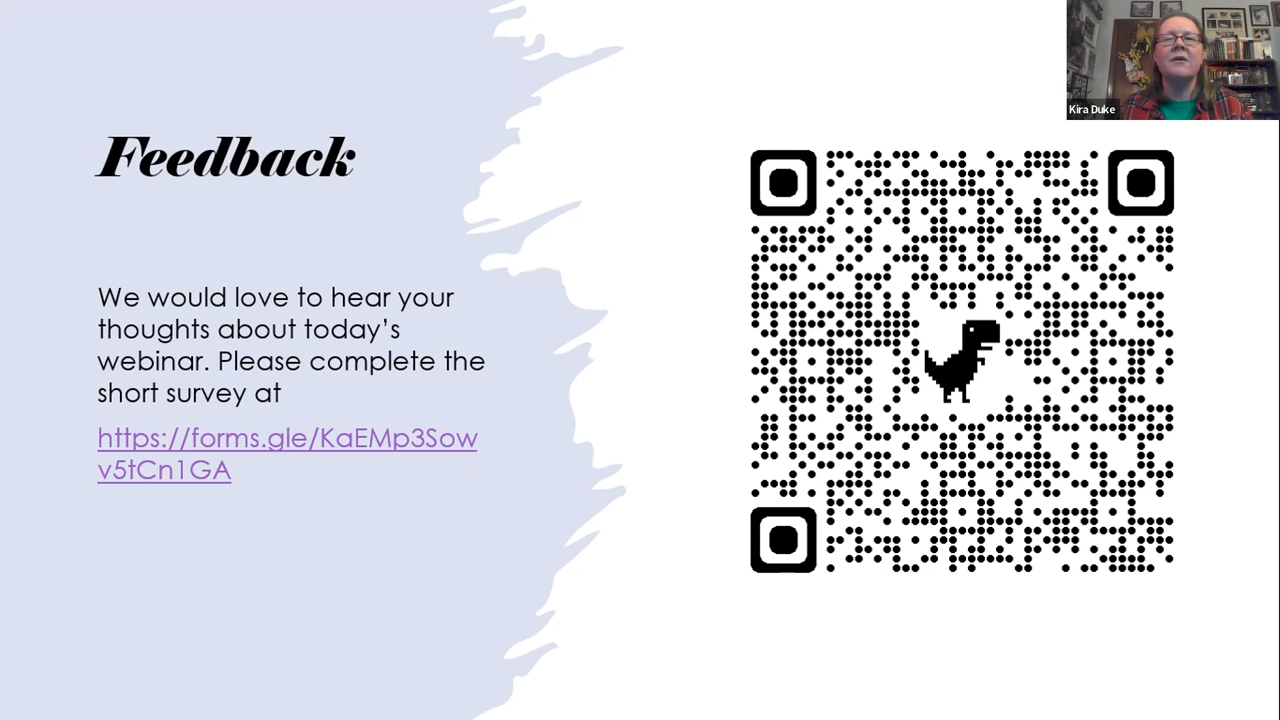 Feedback
We would love to hear your
thoughts about today's
webinar. Please complete the
short survey at
https://forms.gle/KaEMp3Sow
v5tCn1GA
Kira Duke